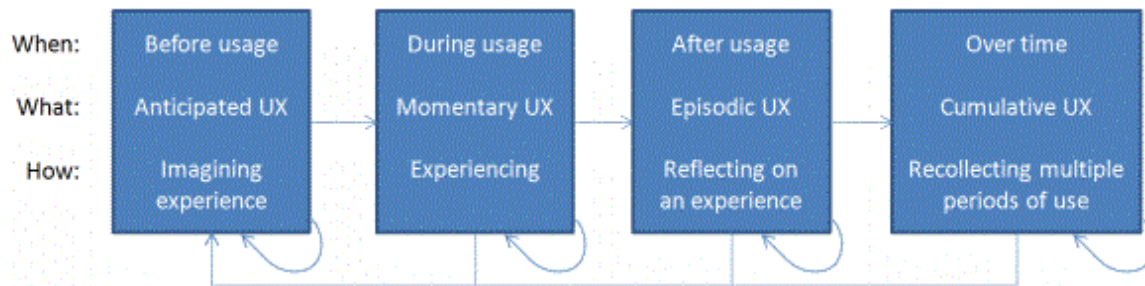 When: Before usage During usage After usage Over time
What: Anticipated UX Momentary UX Episodic UX Cumulative UX
How: Imagining Experiencing Reflecting on Recollecting multiple
experience an experience periods of use